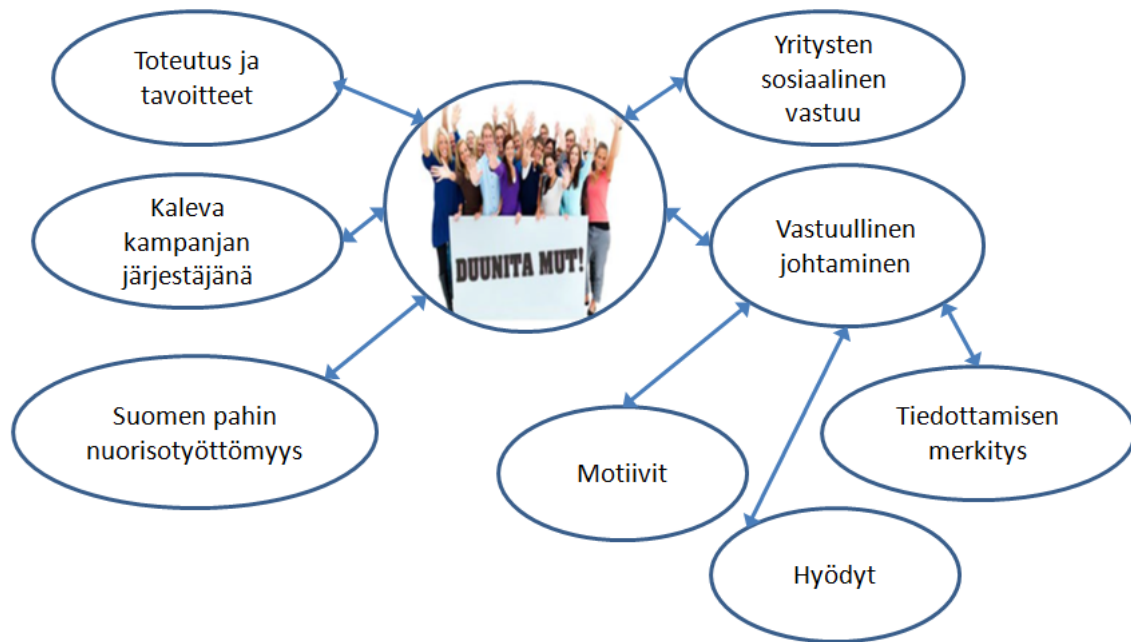 Toteutus ja
tavoitteet
Yritysten
sosiaalinen
vastuu
Kaleva
kampanjan
järjestäjänä
DUUNITA MUT!
Vastuullinen
johtaminen
Suomen pahin
nuorisotyöttömyys
Motiivit
Tiedottamisen
merkitys
Hyödyt